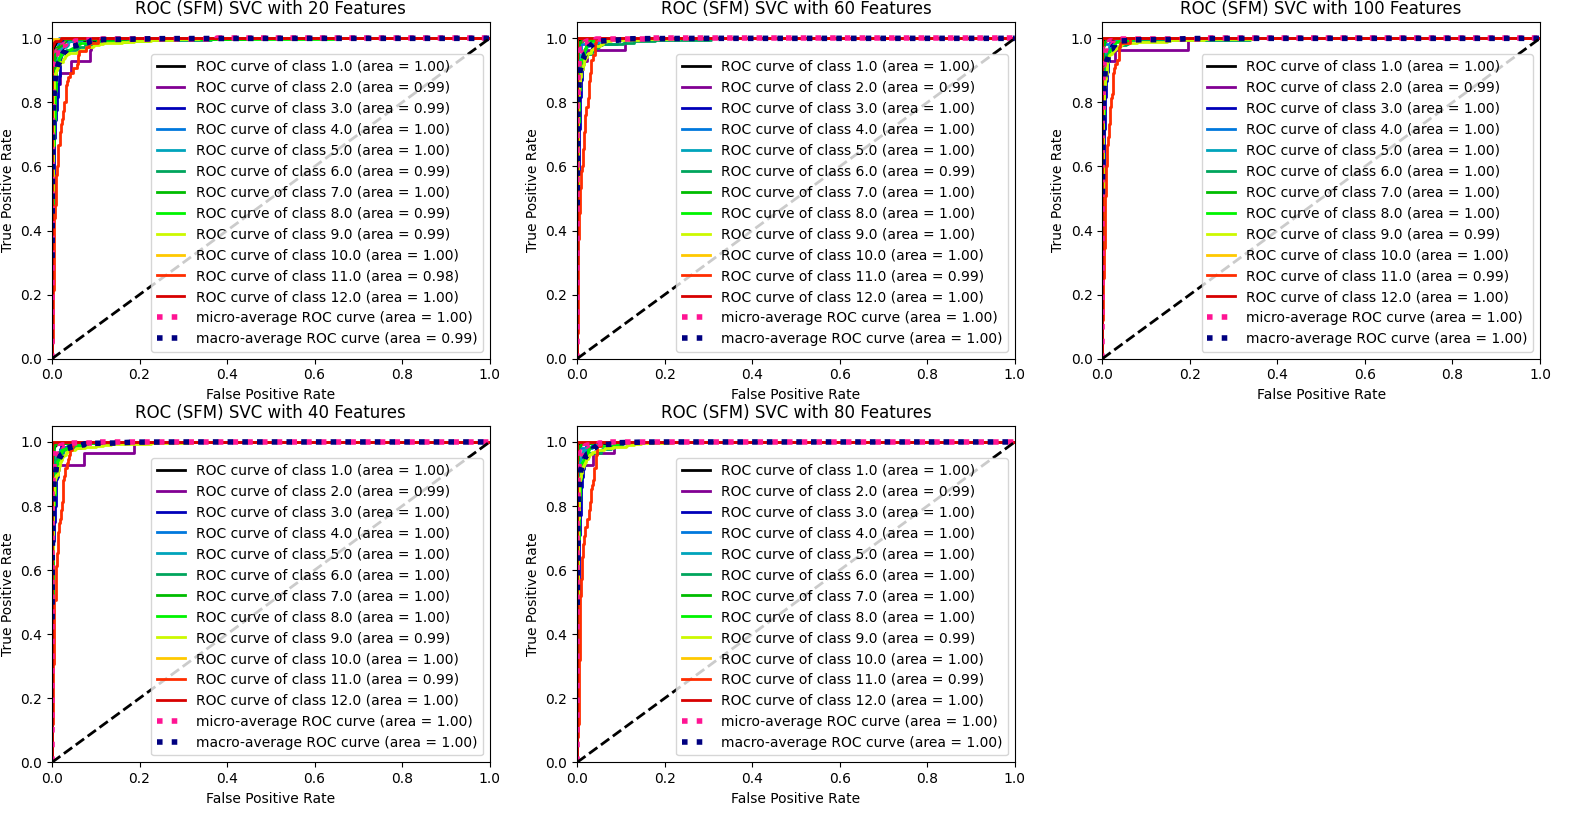 ROC (SFM) SVC with 20 Features
True Positive Rate
1.0
0.8
0.6
0.4
0.2
0.0
ROC curve of class 1.0 (area = 1.00)
ROC curve of class 2.0 (area = 0.99)
ROC curve of class 3.0 (area = 0.99)
ROC curve of class 4.0 (area = 1.00)
ROC curve of class 5.0 (area = 1.00)
ROC curve of class 6.0 (area = 0.99)
ROC curve of class 7.0 (area = 1.00)
ROC curve of class 8.0 (area = 0.99)
ROC curve of class 9.0 (area = 0.99)
ROC curve of class 10.0 (area = 1.00)
ROC curve of class 11.0 (area = 0.98)
ROC curve of class 12.0 (area = 1.00)
micro-average ROC curve (area = 1.00)
macro-average ROC curve (area = 0.99)
0.0 0.2 0.4 0.6 0.8 1.0
False Positive Rate
ROC (SFM) SVC with 60 Features
True Positive Rate
1.0
0.8
0.6
0.4
0.2
0.0
ROC curve of class 1.0 (area = 1.00)
ROC curve of class 2.0 (area = 0.99)
ROC curve of class 3.0 (area = 1.00)
ROC curve of class 4.0 (area = 1.00)
ROC curve of class 5.0 (area = 1.00)
ROC curve of class 6.0 (area = 0.99)
ROC curve of class 7.0 (area = 1.00)
ROC curve of class 8.0 (area = 1.00)
ROC curve of class 9.0 (area = 1.00)
ROC curve of class 10.0 (area = 1.00)
ROC curve of class 11.0 (area = 0.99)
ROC curve of class 12.0 (area = 1.00)
micro-average ROC curve (area = 1.00)
macro-average ROC curve (area = 1.00)
0.0 0.2 0.4 0.6 0.8 1.0
False Positive Rate
ROC (SFM) SVC with 100 Features
True Positive Rate
1.0
0.8
0.6
0.4
0.2
0.0
ROC curve of class 1.0 (area = 1.00)
ROC curve of class 2.0 (area = 0.99)
ROC curve of class 3.0 (area = 1.00)
ROC curve of class 4.0 (area = 1.00)
ROC curve of class 5.0 (area = 1.00)
ROC curve of class 6.0 (area = 1.00)
ROC curve of class 7.0 (area = 1.00)
ROC curve of class 8.0 (area = 1.00)
ROC curve of class 9.0 (area = 0.99)
ROC curve of class 10.0 (area = 1.00)
ROC curve of class 11.0 (area = 0.99)
ROC curve of class 12.0 (area = 1.00)
micro-average ROC curve (area = 1.00)
macro-average ROC curve (area = 1.00)
0.0 0.2 0.4 0.6 0.8 1.0
False Positive Rate
ROC (SFM) SVC with 40 Features
True Positive Rate
1.0
0.8
0.6
0.4
0.2
0.0
ROC curve of class 1.0 (area = 1.00)
ROC curve of class 2.0 (area = 0.99)
ROC curve of class 3.0 (area = 1.00)
ROC curve of class 4.0 (area = 1.00)
ROC curve of class 5.0 (area = 1.00)
ROC curve of class 6.0 (area = 1.00)
ROC curve of class 7.0 (area = 1.00)
ROC curve of class 8.0 (area = 1.00)
ROC curve of class 9.0 (area = 0.99)
ROC curve of class 10.0 (area = 1.00)
ROC curve of class 11.0 (area = 0.99)
ROC curve of class 12.0 (area = 1.00)
micro-average ROC curve (area = 1.00)
macro-average ROC curve (area = 1.00)
0.0 0.2 0.4 0.6 0.8 1.0
False Positive Rate
ROC (SFM) SVC with 80 Features
True Positive Rate
1.0
0.8
0.6
0.4
0.2
0.0
ROC curve of class 1.0 (area = 1.00)
ROC curve of class 2.0 (area = 0.99)
ROC curve of class 3.0 (area = 1.00)
ROC curve of class 4.0 (area = 1.00)
ROC curve of class 5.0 (area = 1.00)
ROC curve of class 6.0 (area = 1.00)
ROC curve of class 7.0 (area = 1.00)
ROC curve of class 8.0 (area = 1.00)
ROC curve of class 9.0 (area = 0.99)
ROC curve of class 10.0 (area = 1.00)
ROC curve of class 11.0 (area = 0.99)
ROC curve of class 12.0 (area = 1.00)
micro-average ROC curve (area = 1.00)
macro-average ROC curve (area = 1.00)
0.0 0.2 0.4 0.6 0.8 1.0
False Positive Rate